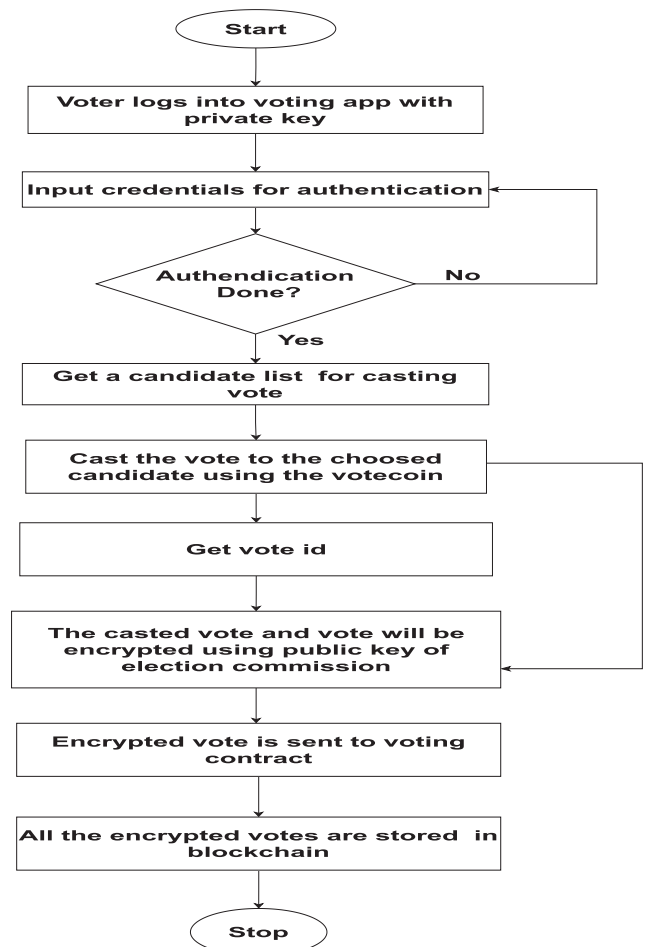 Start
Voter logs into voting app with
private key
Input credentials for authentication
Authendication
Done?
No
Yes
Get a candidate list for casting
vote
Cast the vote to the choosed
candidate using the votecoin
Get vote id
The casted vote and vote will be
encrypted using public key of
election commission
Encrypted vote is sent to voting
contract
All the encrypted votes are stored in
blockchain
Stop